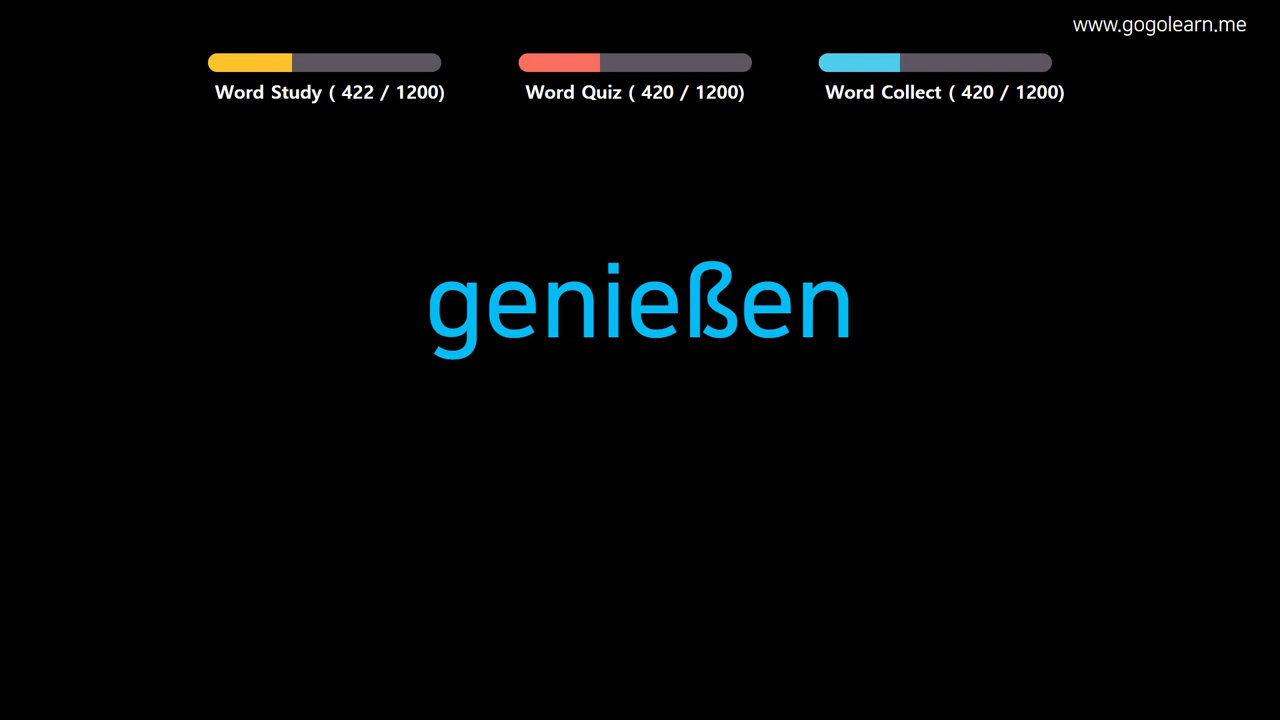 www.gogolearn.me
Word Study ( 422 / 1200)
Word Quiz ( 420 / 1200)
Word Collect ( 420 / 1200)
genießen